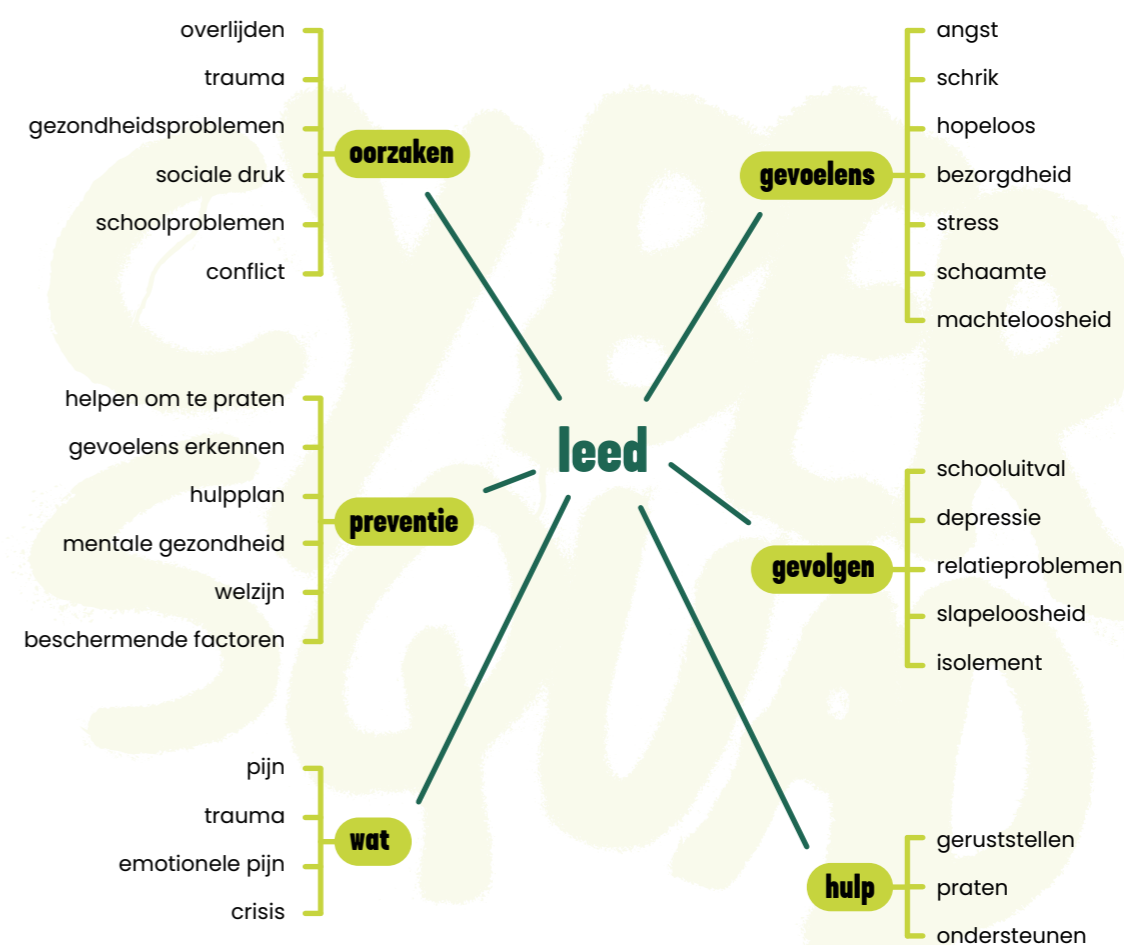 overlijden
trauma
gezondheidsproblemen
sociale druk
schoolproblemen
conflict
oorzaken
angst
schrik
hopeloos
bezorgdheid
stress
schaamte
machteloosheid
gevoelens
leed
helpen om te praten
gevoelens erkennen
hulpplan
mentale gezondheid
welzijn
beschermende factoren
preventie
schooluitval
depressie
relatieproblemen
slapeloosheid
isolement
gevolgen
pijn
trauma
emotionele pijn
crisis
wat
geruststellen
praten
ondersteunen
hulp
CYBER
SQUAD